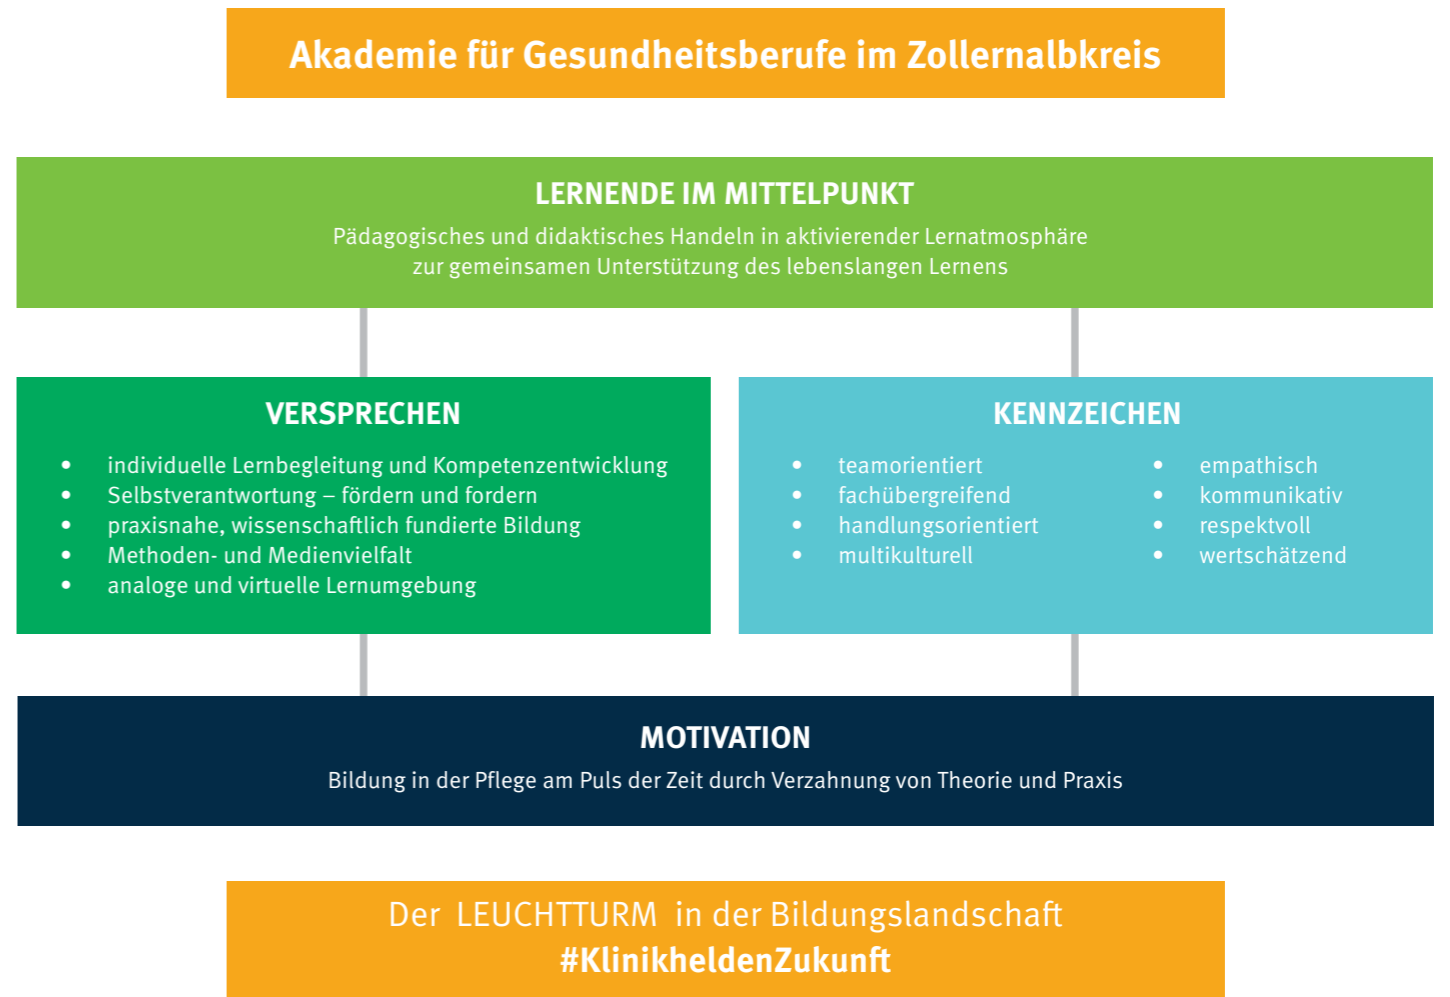 Akademie für Gesundheitsberufe im Zollernalbkreis
LERNENDE IM MITTELPUNKT
Pädagogisches und didaktisches Handeln in aktivierender Lernatmosphäre
zur gemeinsamen Unterstützung des lebenslangen Lernens
VERSPRECHEN
• individuelle Lernbegleitung und Kompetenzentwicklung
• Selbstverantwortung – fördern und fordern
• praxisnahe, wissenschaftlich fundierte Bildung
• Methoden- und Medienvielfalt
• analoge und virtuelle Lernumgebung
KENNZEICHEN
• teamorientiert
• fachübergreifend
• handlungsorientiert
• multikulturell
• empathisch
• kommunikativ
• respektvoll
• wertschätzend
MOTIVATION
Bildung in der Pflege am Puls der Zeit durch Verzahnung von Theorie und Praxis
Der LEUCHTTURM in der Bildungslandschaft
#KlinikheldenZukunft